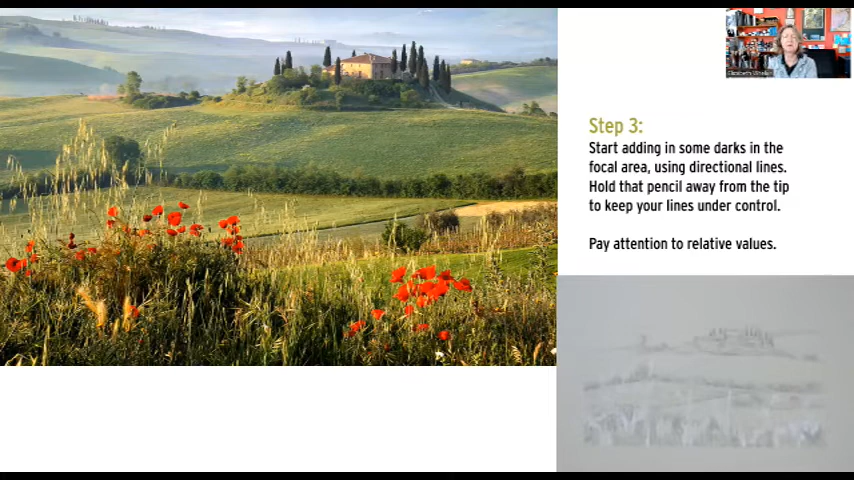 Step 3:
Start adding in some darks in the
focal area, using directional lines.
Hold that pencil away from the tip
to keep your lines under control.
Pay attention to relative values.